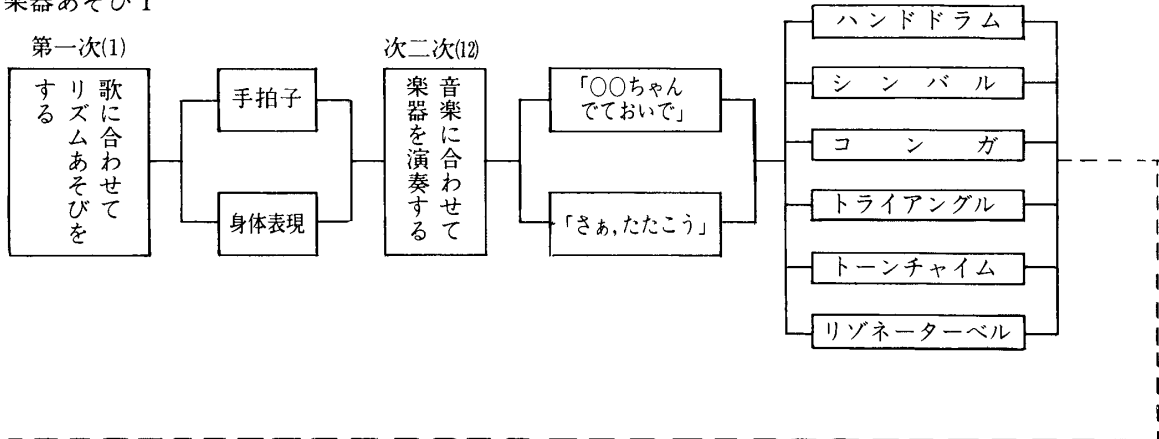 楽器あそび1
第一次(1)
歌に合わせて
リズムあそびを
する
手拍子
身体表現
次二次(12)
音楽に合わせて
楽器を演奏する
「○○ちゃん
でておいで」
「さぁ,たたこう」
ハンドドラム
シンバル
コンガ
トライアングル
トーンチャイム
リゾネーターベル